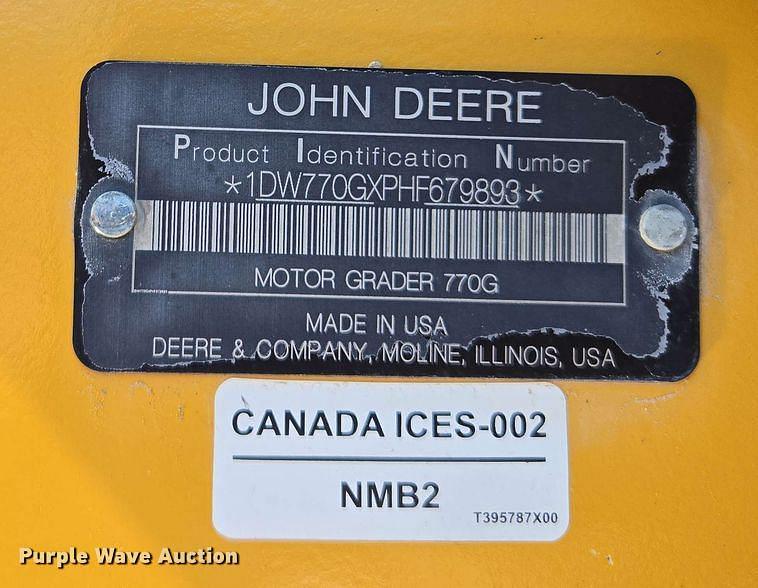 JOHN DEERE
Product Identification Number
*1DW770GXPHF679893*
MOTOR GRADER 770G
MADE IN USA
DEERE & COMPANY, MOLINE, ILLINOIS, USA
CANADA ICES-002
NMB2
T395787X00
Purple Wave Auction